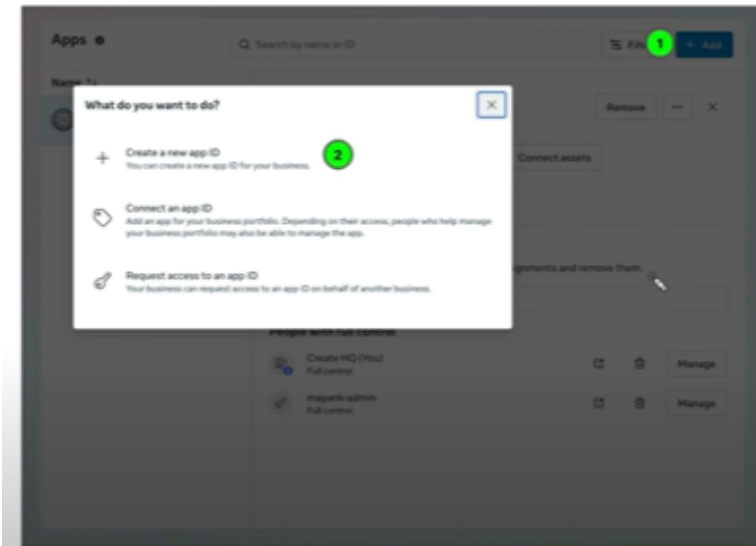 Apps
Search by name or ID
1
+ Add
Name
What do you want to do?
Remove
Create a new app ID
2
You can create a new app ID for your business.
Connect assets
Connect an app ID
Add an app for your business portfolio. Depending on their access, people who help manage
your business portfolio may also be able to manage the app.
Request access to an app ID
gnments and remove them.
Your business can request access to an app ID on behalf of another business.
People with full control
Create HQ (You)
Full control
Manage
mayank-admin
Full control
Manage